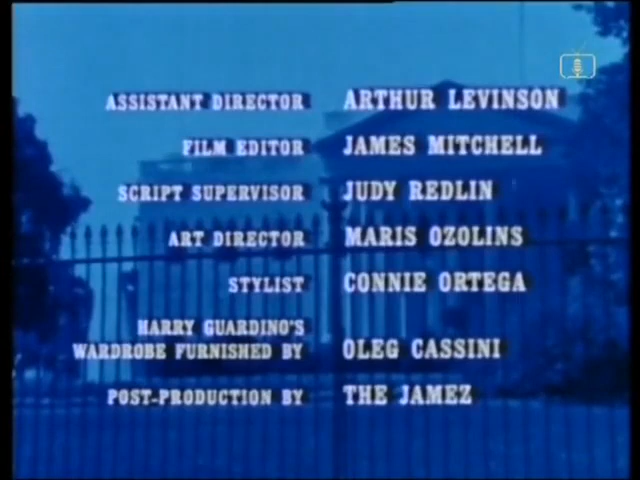 ASSISTANT DIRECTOR ARTHUR LEVINSON
FILM EDITOR JAMES MITCHELL
SCRIPT SUPERVISOR JUDY REDLIN
ART DIRECTOR MARIS OZOLINS
STYLIST CONNIE ORTEGA
HARRY GUARDINO'S
WARDROBE FURNISHED BY OLEG CASSINI
POST-PRODUCTION BY THE JAMEZ